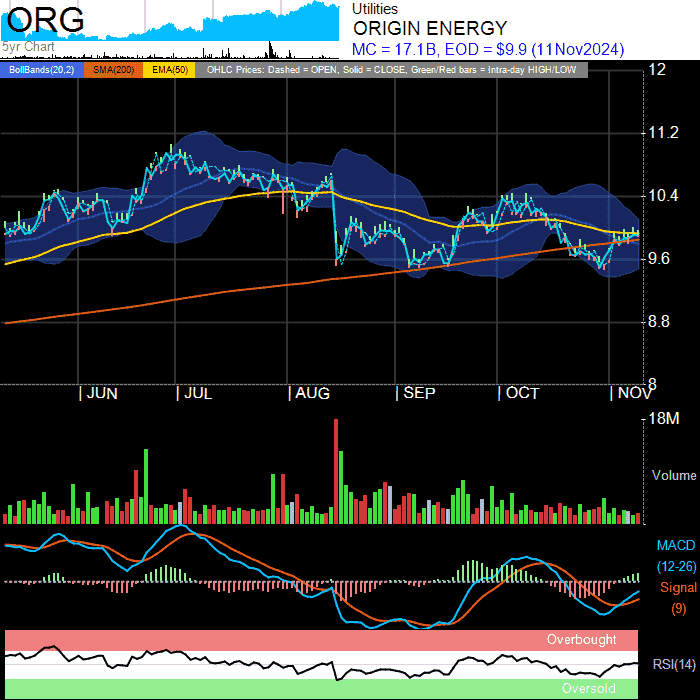 ORG
5yr Chart
Utilities
ORIGIN ENERGY
MC = 17.1B, EOD = $9.9 (11Nov2024)
BollBands(20,2) SMA(200) EMA(50) OHLC Prices: Dashed = OPEN, Solid = CLOSE, Green/Red bars = Intra-day HIGH/LOW
12
11.2
10.4
9.6
8.8
8
JUN JUL AUG SEP OCT NOV
18M
Volume
MACD
(12-26)
Signal
(9)
Overbought
RSI(14)
Oversold